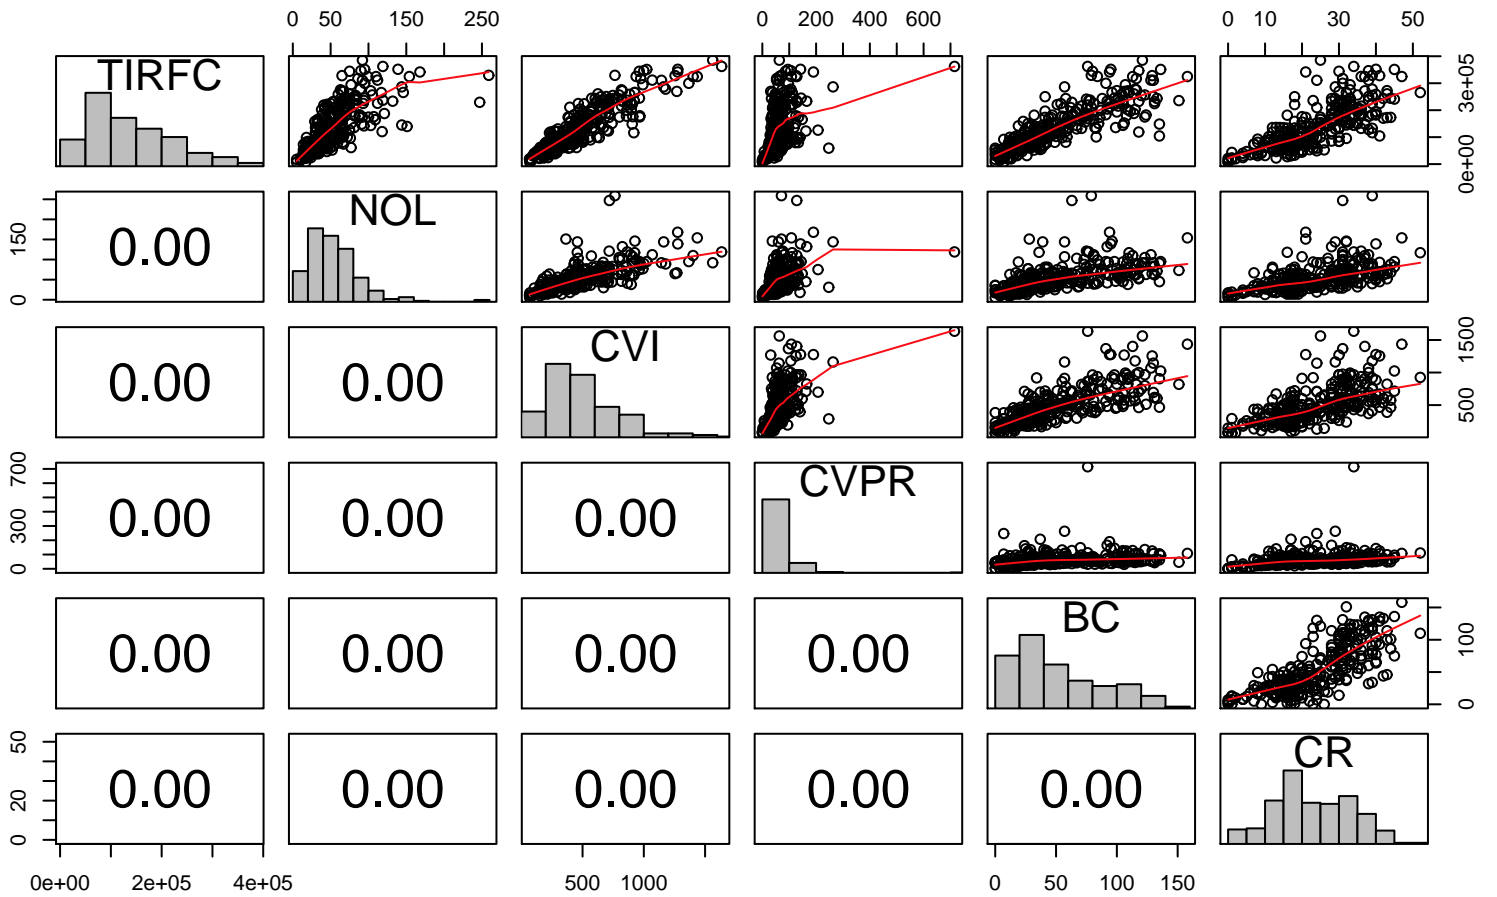 0 50 150 250 0 200 400 600 0 10 30 50
TIRFC 0e+00 3e+05
0 150 0.00 NOL
0.00 0.00 CVI 500 1500
0 300 700 0.00 0.00 0.00 CVPR
0.00 0.00 0.00 0.00 BC 0 100
0 20 50 0.00 0.00 0.00 0.00 0.00 CR
0e+00 2e+05 4e+05 500 1000 0 50 100 150